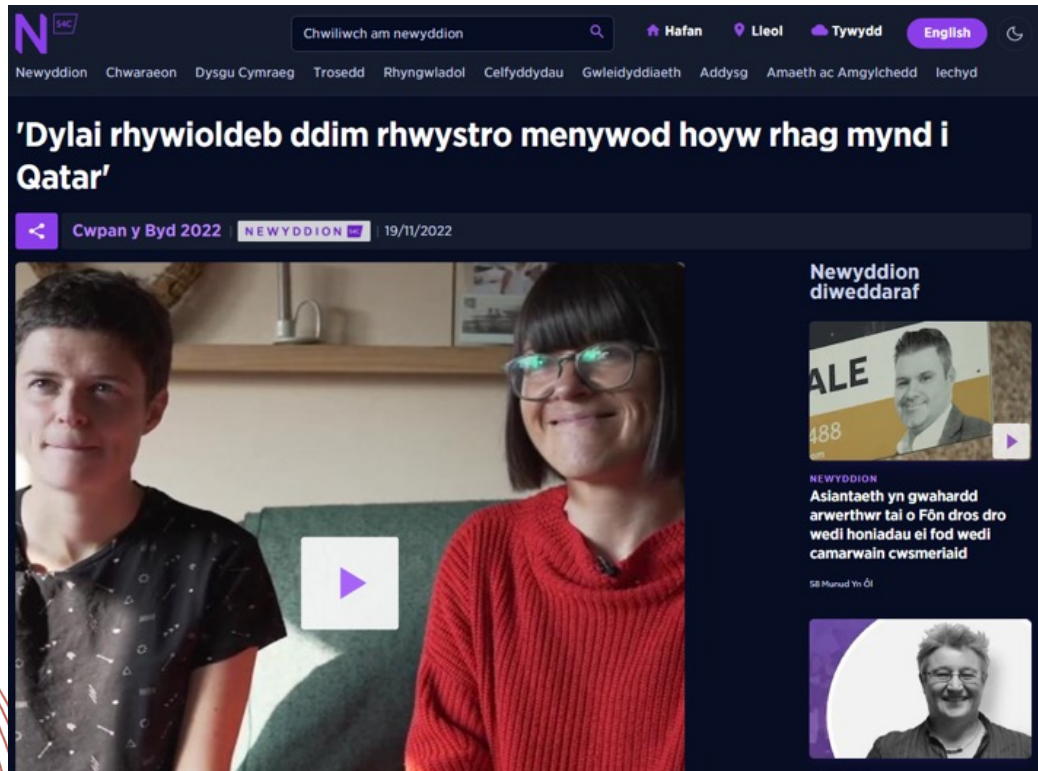 N S4C
Chwiliwch am newyddion
Hafan
Lleol
Tywydd
English
Newyddion Chwaraeon Dysgu Cymraeg Trosedd Rhyngwladol Celfyddydau Gwleidyddiaeth Addysg Amaeth ac Amgylchedd Iechyd
'Dylai rhywioldeb ddim rhwystro menywod hoyw rhag mynd i
Qatar'
Cwpan y Byd 2022 | NEWYDDION S4C | 19/11/2022
Newyddion
diweddaraf
ALE
488
om
NEWYDDION
Asiantaeth yn gwahardd
arwerthwr tai o Fôn dros dro
wedi honiadau ei fod wedi
camarwain cwsmeriaid
58 Munud Yn Ôl